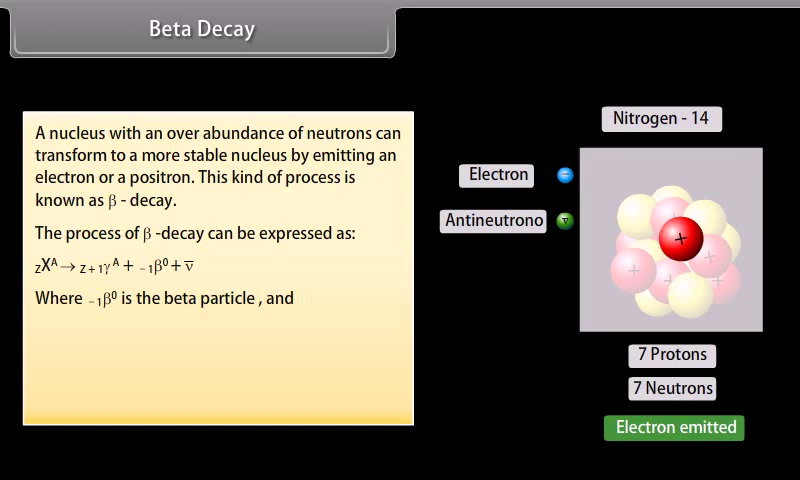 Beta Decay
A nucleus with an over abundance of neutrons can
transform to a more stable nucleus by emitting an
electron or a positron. This kind of process is
known as β - decay.
The process of β -decay can be expressed as:
ZXᴬ → Z+1γᴬ + ₋₁β⁰ + ν̅
Where ₋₁β⁰ is the beta particle , and
Nitrogen - 14
Electron
−
Antineutrono
ν̅
+
+
+
+
+
+
7 Protons
7 Neutrons
Electron emitted